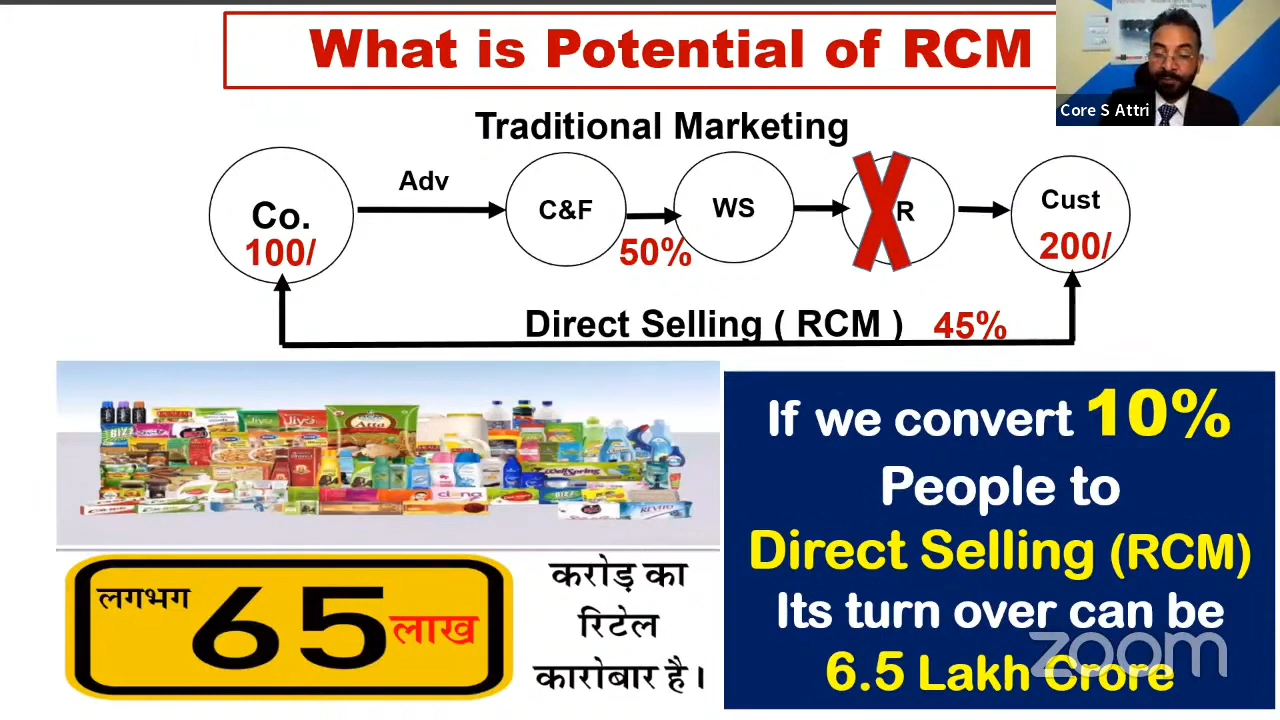 What is Potential of RCM
Core S Attri
Traditional Marketing
Co.
100/
Adv
C&F
50%
WS
R
Cust
200/
Direct Selling ( RCM ) 45%
लगभग 65 लाख
करोड़ का
रिटेल
कारोबार है।
If we convert 10%
People to
Direct Selling (RCM)
Its turn over can be
6.5 Lakh Crore
zoom